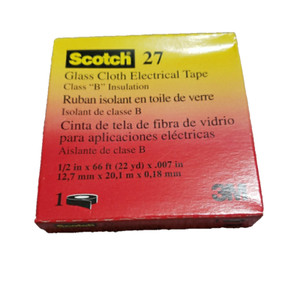 Scotch 27
Glass Cloth Electrical Tape
Class "B" Insulation
Ruban isolant en toile de verre
Isolant de classe B
Cinta de tela de fibra de vidrio
para aplicaciones eléctricas
Aislante de clase B
1/2 in x 66 ft (22 yd) x .007 in
12,7 mm x 20,1 m x 0,18 mm
1
3M